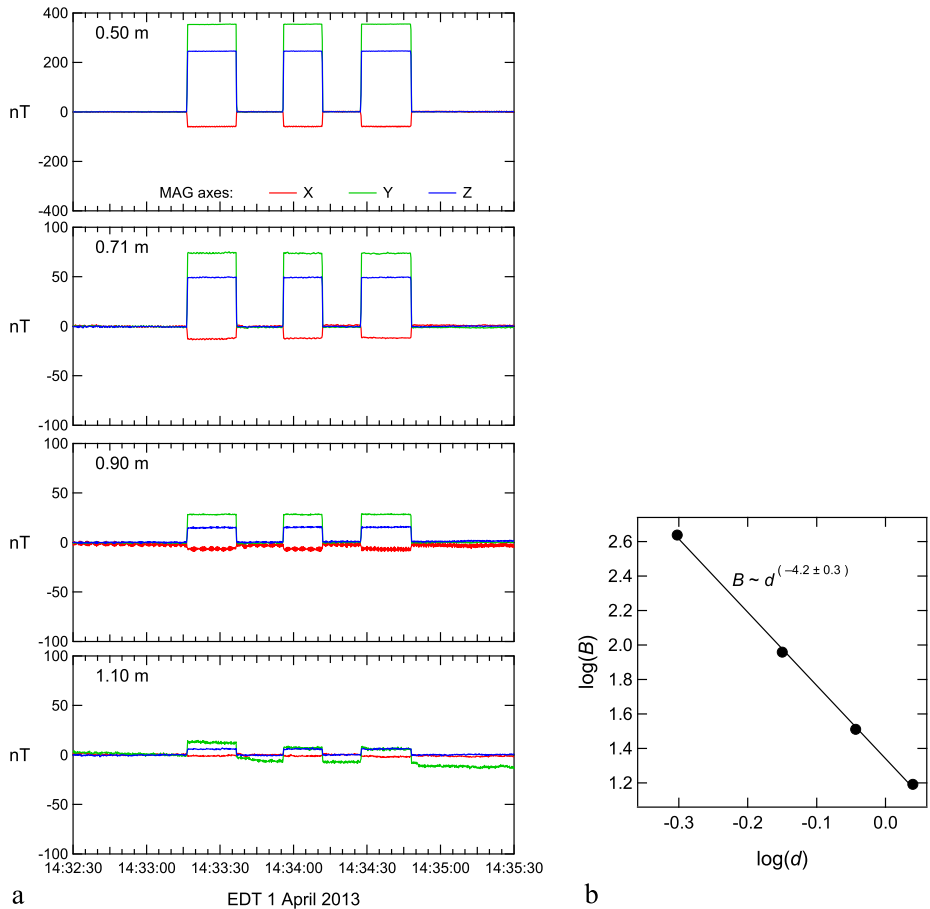 0.50 m
400
200
nT
0
-200
-400
MAG axes: X Y Z
0.71 m
100
50
nT
0
-50
-100
0.90 m
100
50
nT
0
-50
-100
1.10 m
100
50
nT
0
-50
-100
14:32:30 14:33:00 14:33:30 14:34:00 14:34:30 14:35:00 14:35:30
EDT 1 April 2013
a
2.6
2.4
2.2
2.0
1.8
1.6
1.4
1.2
log(B)
B ~ d^(−4.2 ± 0.3)
-0.3 -0.2 -0.1 0.0
log(d)
b